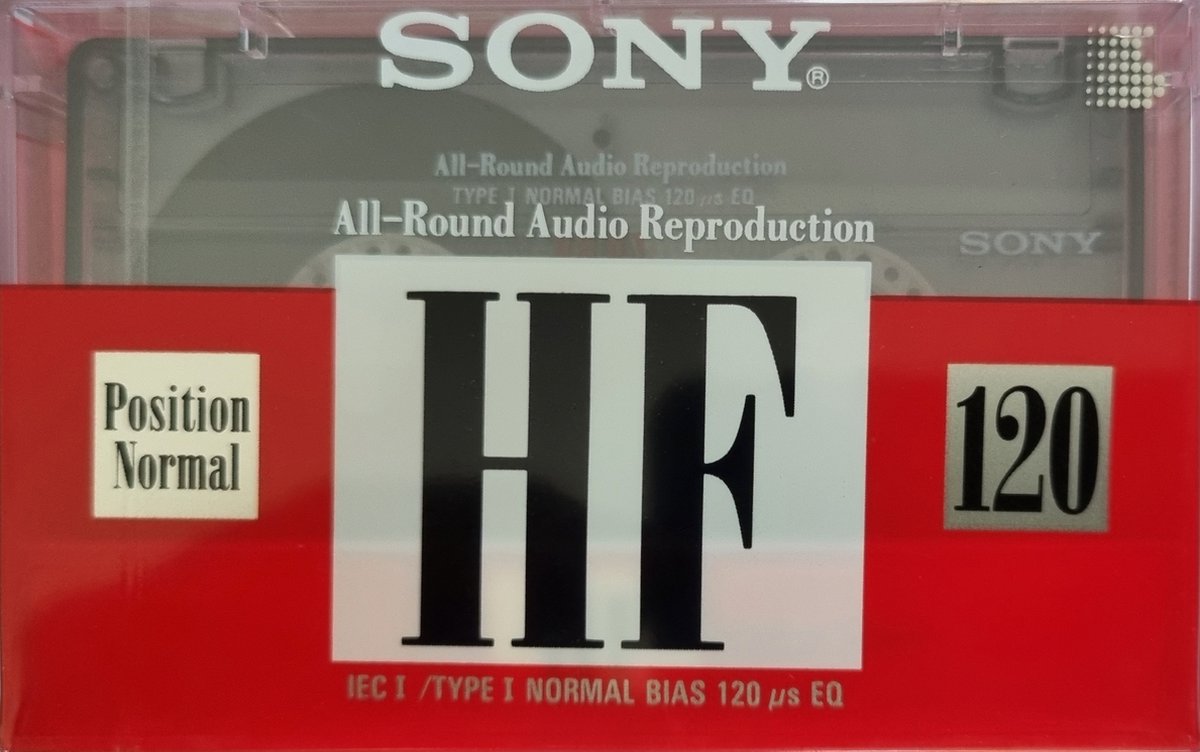 SONY®
All-Round Audio Reproduction
TYPE I NORMAL BIAS 120 µs EQ
All-Round Audio Reproduction
SONY
HF
Position
Normal
120
IEC I /TYPE I NORMAL BIAS 120 µs EQ